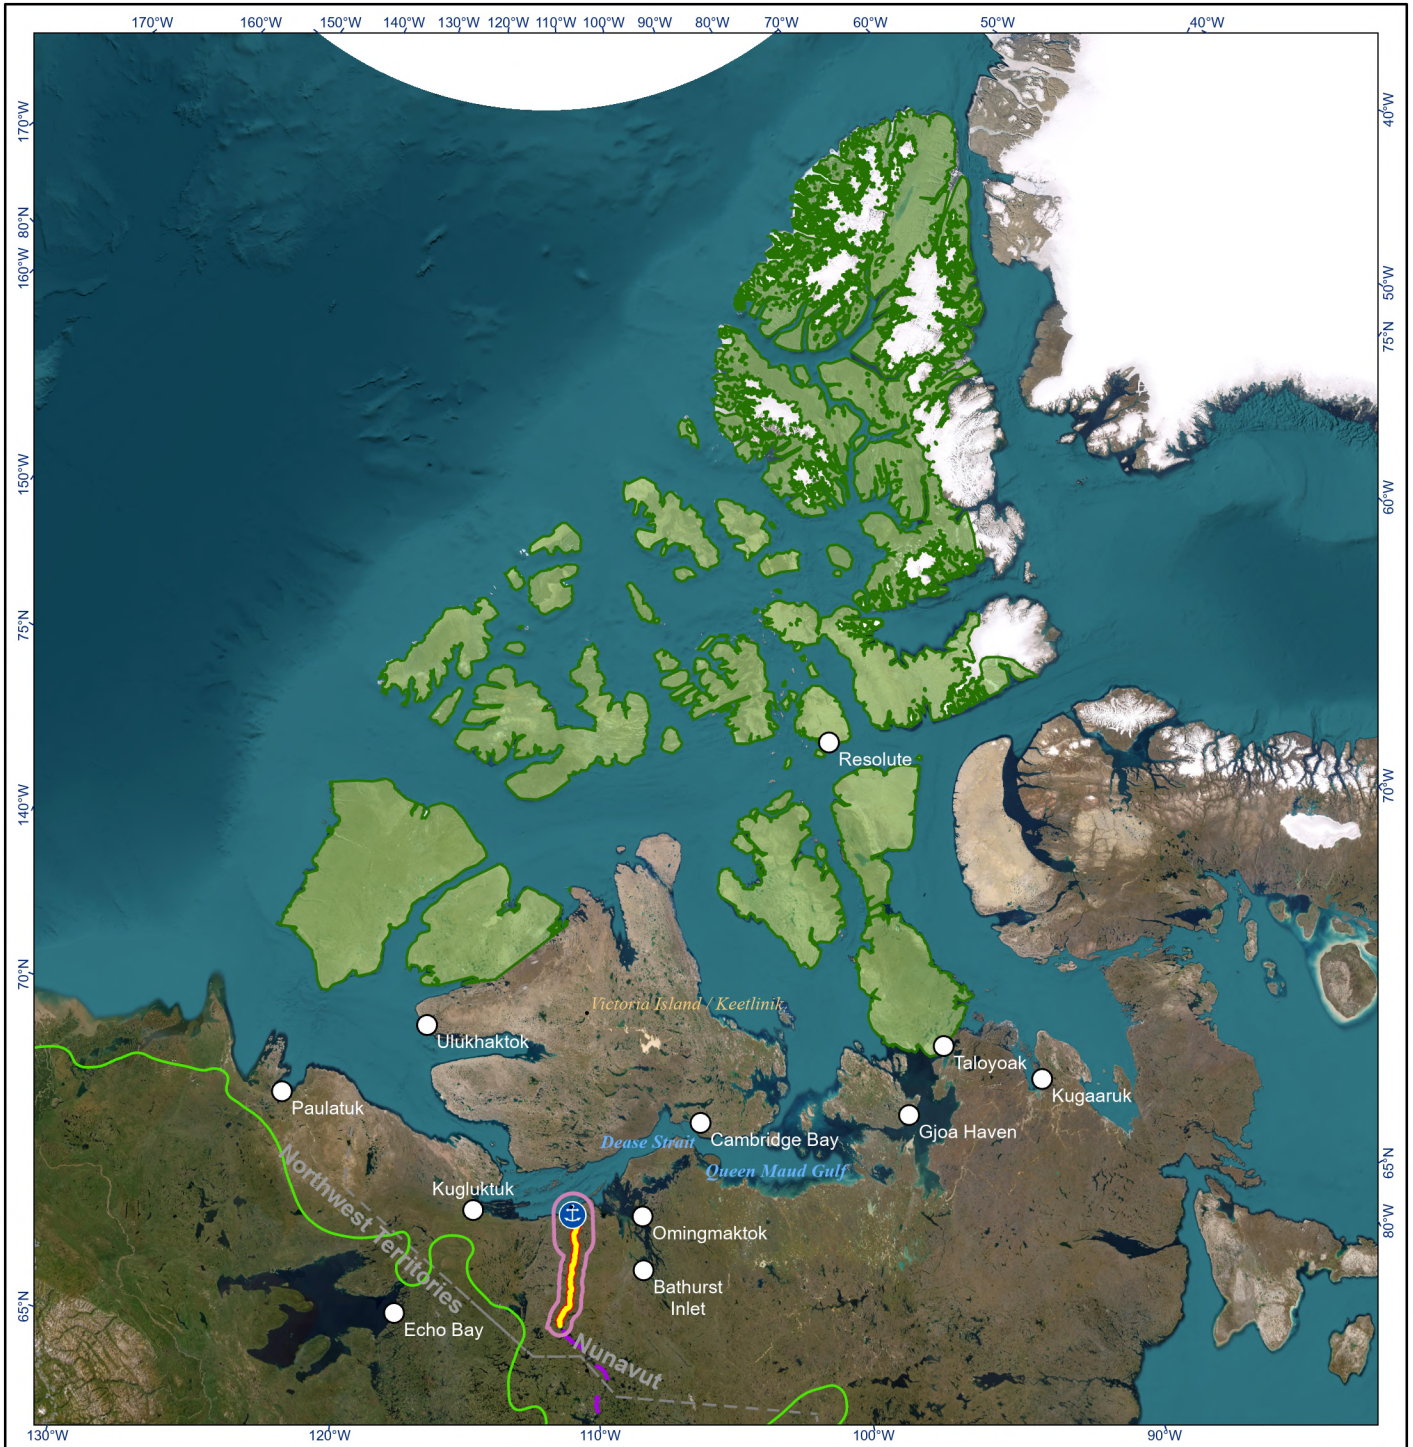 170°W 160°W 150°W 140°W 130°W 120°W 110°W 100°W 90°W 80°W 70°W 60°W 50°W 40°W
170°W
40°W
80°N
160°W
50°W
75°N
150°W
60°W
75°N
Resolute
140°W
70°W
70°N
Victoria Island / Keetlinik
Ulukhaktok
Taloyoak
Paulatuk
Kugaaruk
Gjoa Haven
Cambridge Bay
Dease Strait
Queen Maud Gulf
65°N
Northwest Territories
Kugluktuk
80°W
Omingmaktok
Bathurst
Inlet
65°N
Echo Bay
Nunavut
130°W 120°W 110°W 100°W 90°W